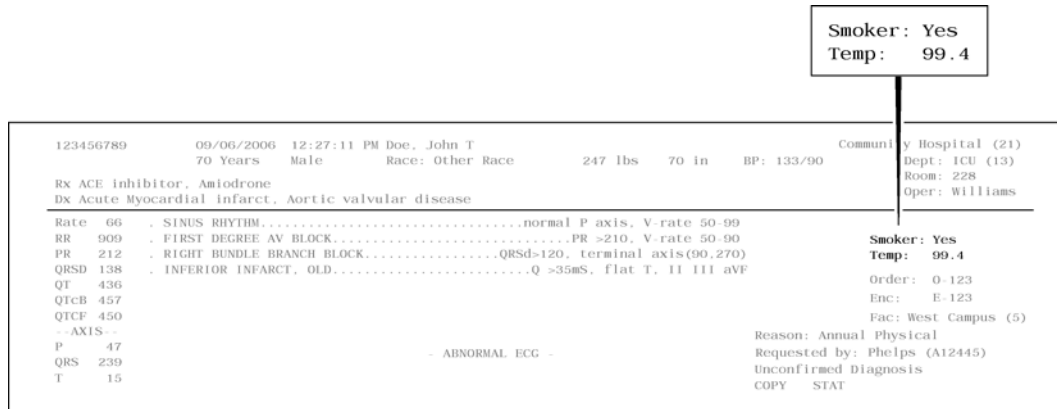 Smoker: Yes
Temp: 99.4
123456789 09/06/2006 12:27:11 PM Doe, John T Community Hospital (21)
70 Years Male Race: Other Race 247 lbs 70 in BP: 133/90 Dept: ICU (13)
Room: 228
Rx ACE inhibitor, Amiodrone
Oper: Williams
Dx Acute Myocardial infarct, Aortic valvular disease
Rate 66 . SINUS RHYTHM................................normal P axis, V-rate 50-99
RR 909 . FIRST DEGREE AV BLOCK.............................PR >210, V-rate 50-90
PR 212 . RIGHT BUNDLE BRANCH BLOCK.................QRSd>120, terminal axis(90,270)
QRSD 138 . INFERIOR INFARCT, OLD........................Q >35mS, flat T, II III aVF
QT 436
QTcB 457
QTCF 450
--AXIS--
P 47
QRS 239
T 15
- ABNORMAL ECG -
Smoker: Yes
Temp: 99.4
Order: O-123
Enc: E-123
Fac: West Campus (5)
Reason: Annual Physical
Requested by: Phelps (A12445)
Unconfirmed Diagnosis
COPY STAT